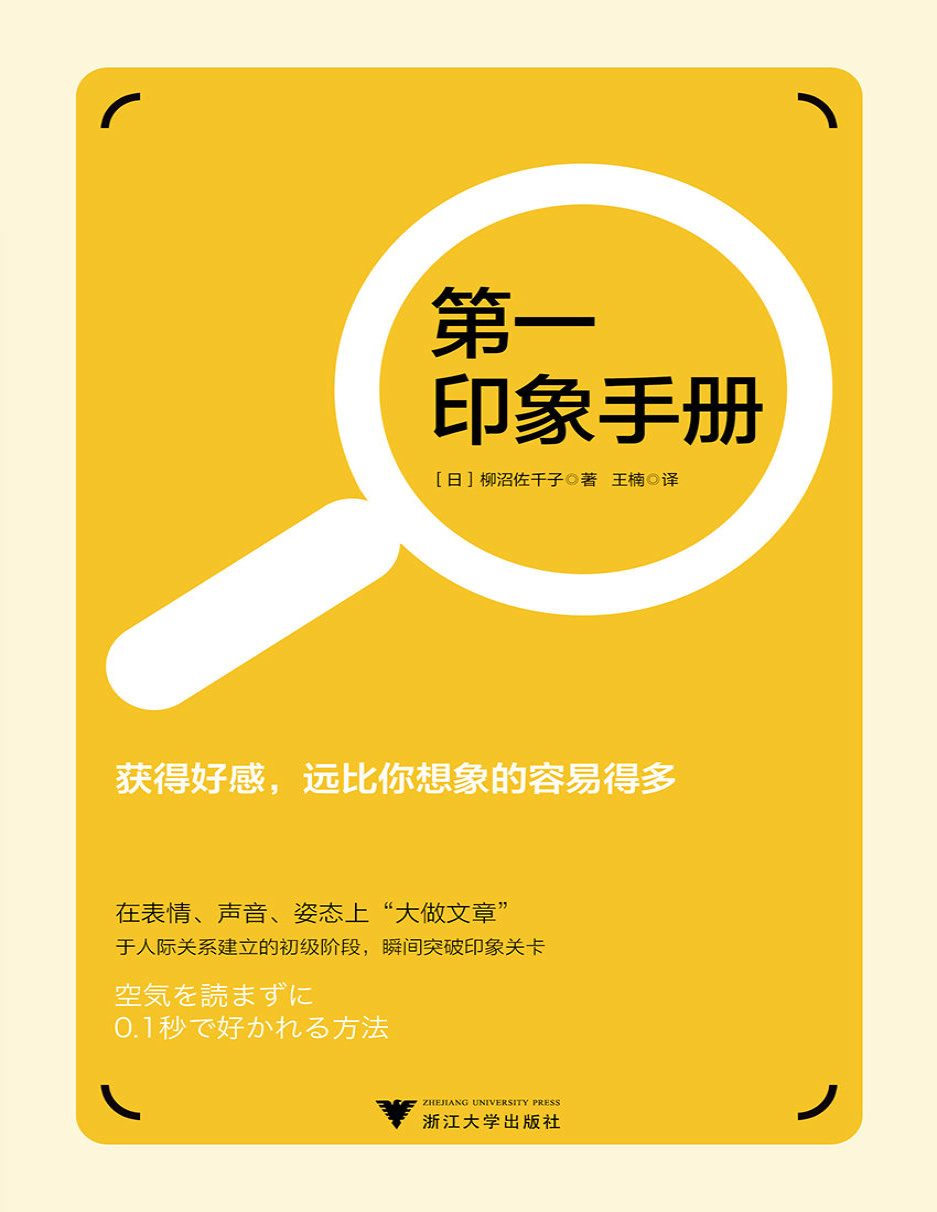 第一
印象手册
［日］柳沼佐千子◎著 王楠◎译
获得好感，远比你想象的容易得多
在表情、声音、姿态上“大做文章”
于人际关系建立的初级阶段，瞬间突破印象关卡
空気を読まずに
0.1秒で好かれる方法
ZHEJIANG UNIVERSITY PRESS
浙江大学出版社